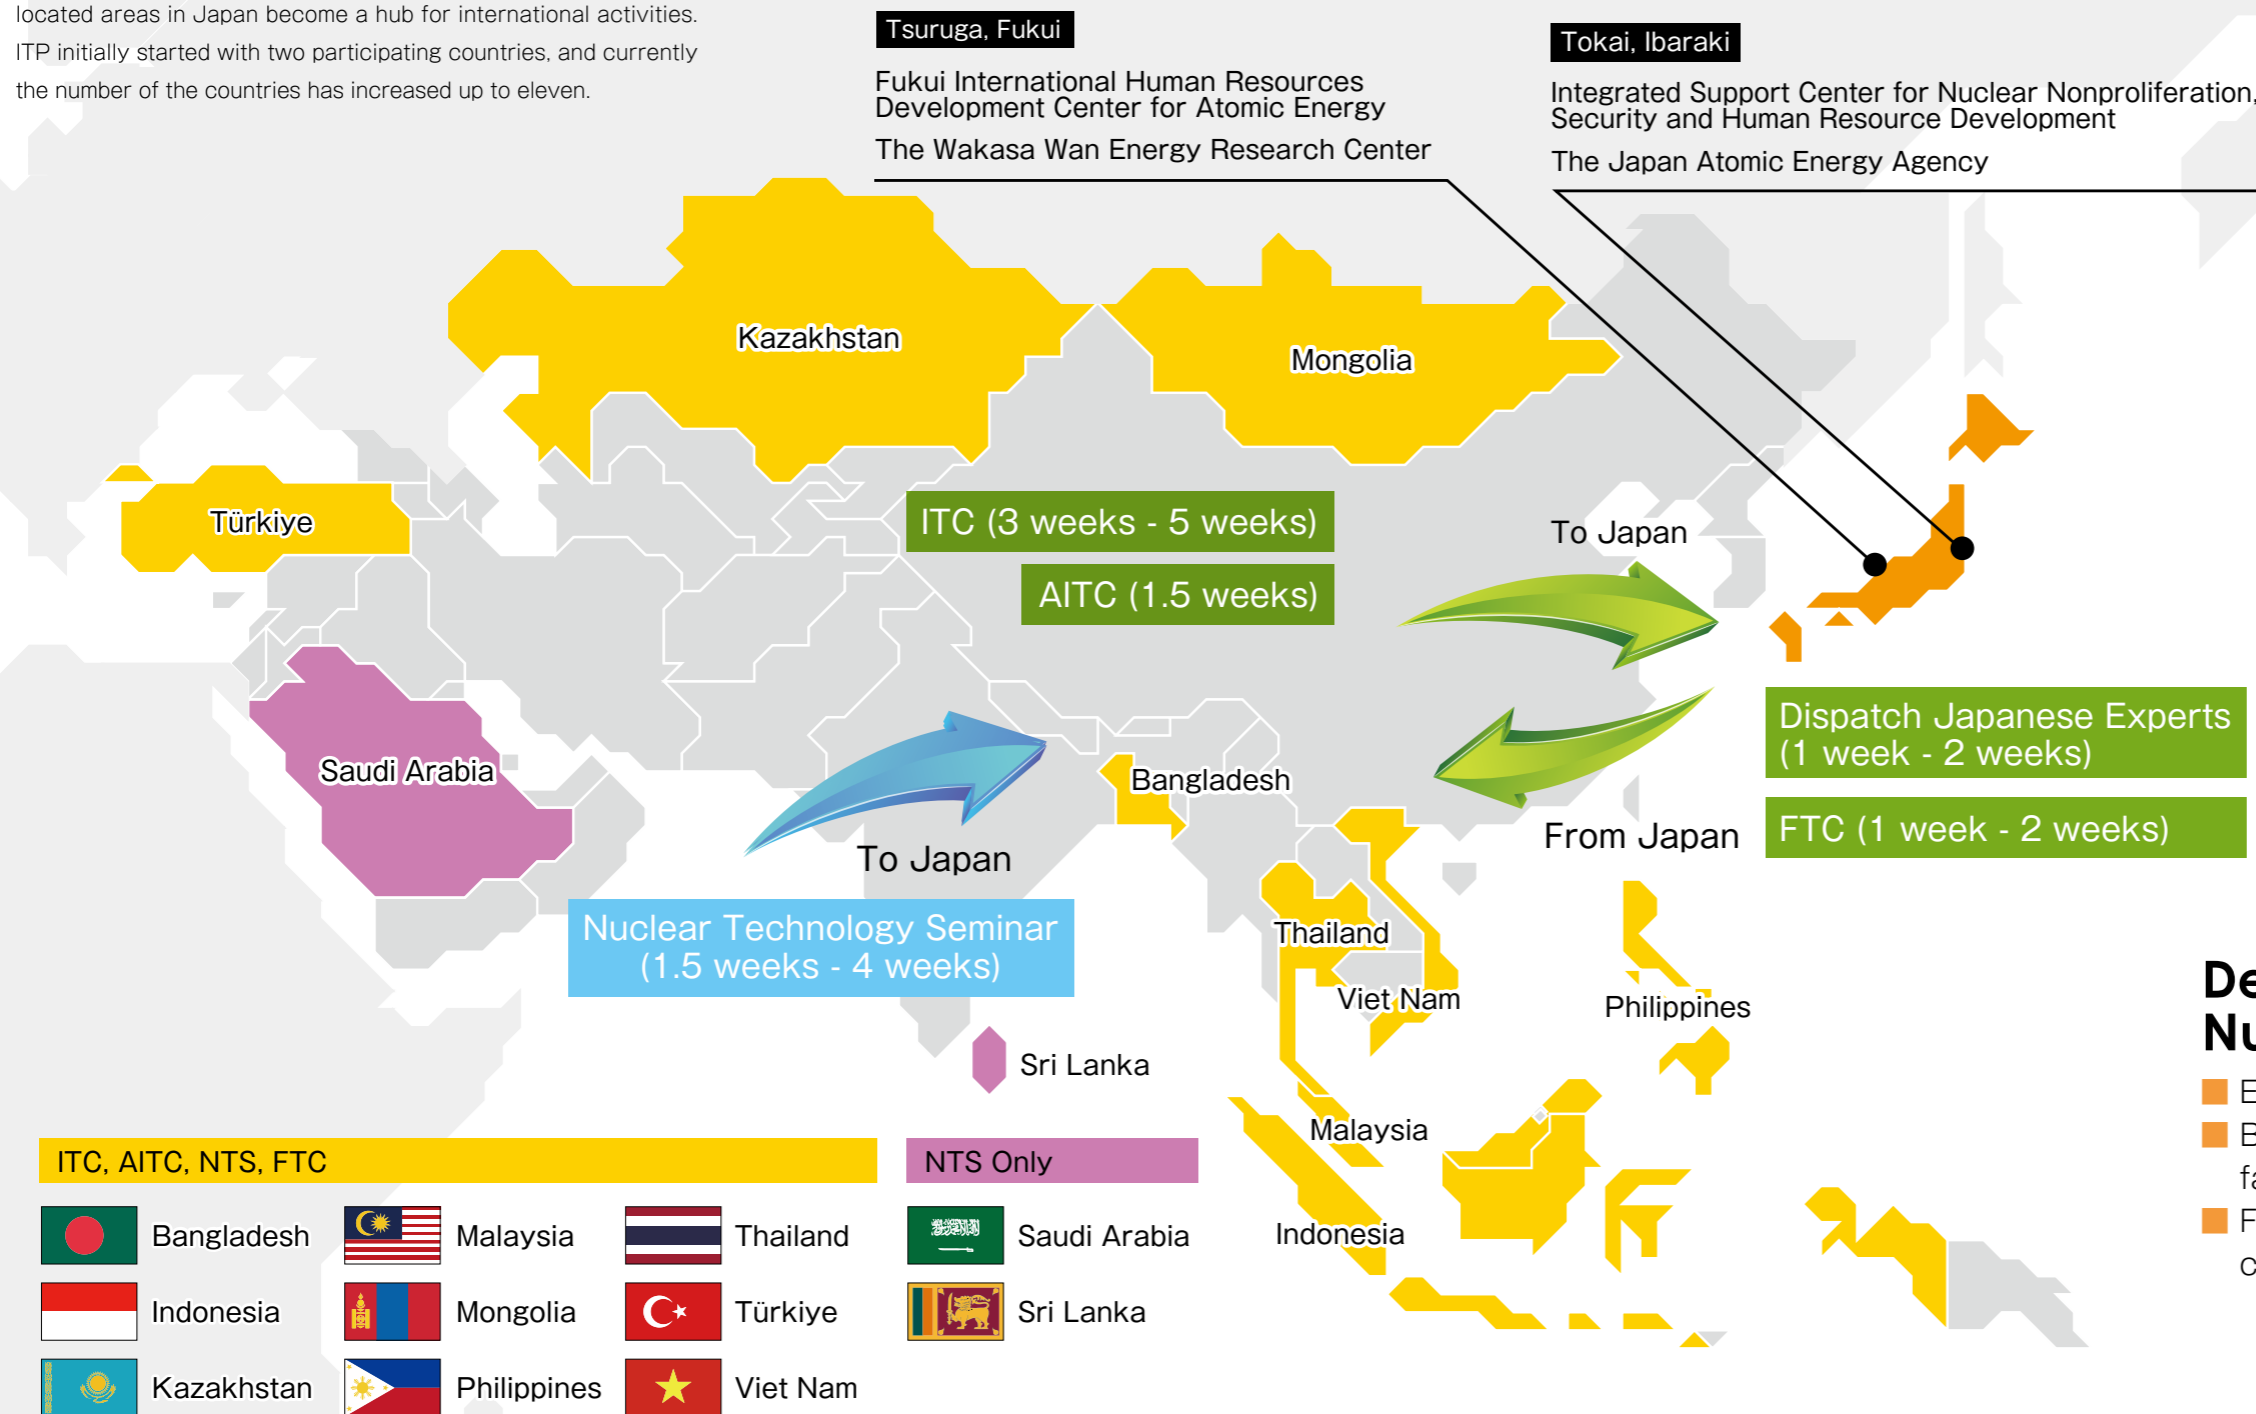 located areas in Japan become a hub for international activities.
ITP initially started with two participating countries, and currently
the number of the countries has increased up to eleven.
Tsuruga, Fukui
Fukui International Human Resources
Development Center for Atomic Energy
The Wakasa Wan Energy Research Center
Tokai, Ibaraki
Integrated Support Center for Nuclear Nonproliferation,
Security and Human Resource Development
The Japan Atomic Energy Agency
Kazakhstan
Mongolia
Türkiye
ITC (3 weeks - 5 weeks)
AITC (1.5 weeks)
To Japan
Saudi Arabia
Bangladesh
Dispatch Japanese Experts
(1 week - 2 weeks)
FTC (1 week - 2 weeks)
From Japan
To Japan
Nuclear Technology Seminar
(1.5 weeks - 4 weeks)
Thailand
Viet Nam
Philippines
Sri Lanka
Malaysia
Indonesia
De
Nu
E
B
fa
F
c
ITC, AITC, NTS, FTC
Bangladesh
Malaysia
Thailand
Indonesia
Mongolia
Türkiye
Kazakhstan
Philippines
Viet Nam
NTS Only
Saudi Arabia
Sri Lanka